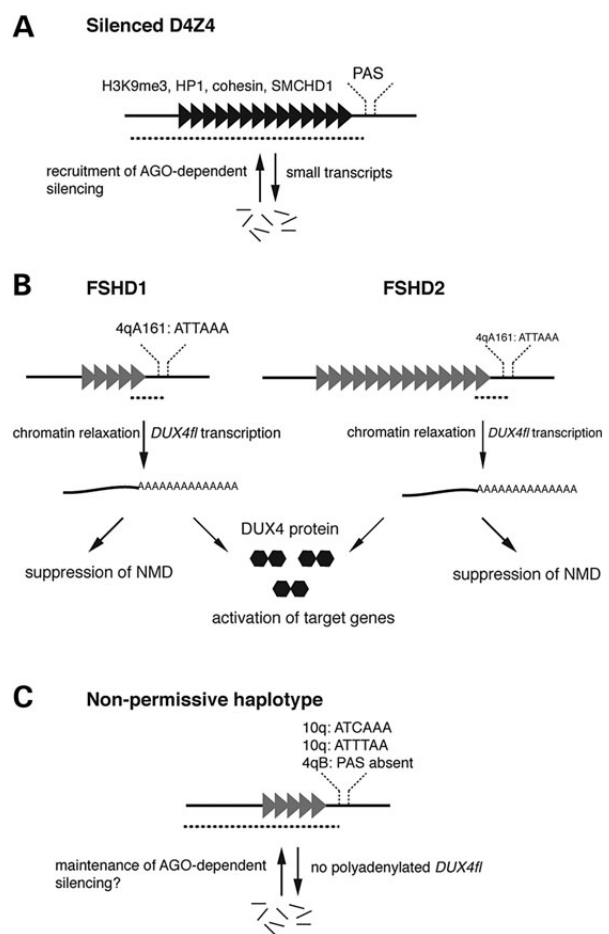 A
Silenced D4Z4
H3K9me3, HP1, cohesin, SMCHD1
PAS
recruitment of AGO-dependent
silencing
small transcripts
B
FSHD1
FSHD2
4qA161: ATTAAA
4qA161: ATTAAA
chromatin relaxation
DUX4fl transcription
chromatin relaxation
DUX4fl transcription
AAAAAAAAAAAAAA
AAAAAAAAAAAAAA
suppression of NMD
DUX4 protein
suppression of NMD
activation of target genes
C
Non-permissive haplotype
10q: ATCAAA
10q: ATTTAA
4qB: PAS absent
maintenance of AGO-dependent
silencing?
no polyadenylated DUX4fl